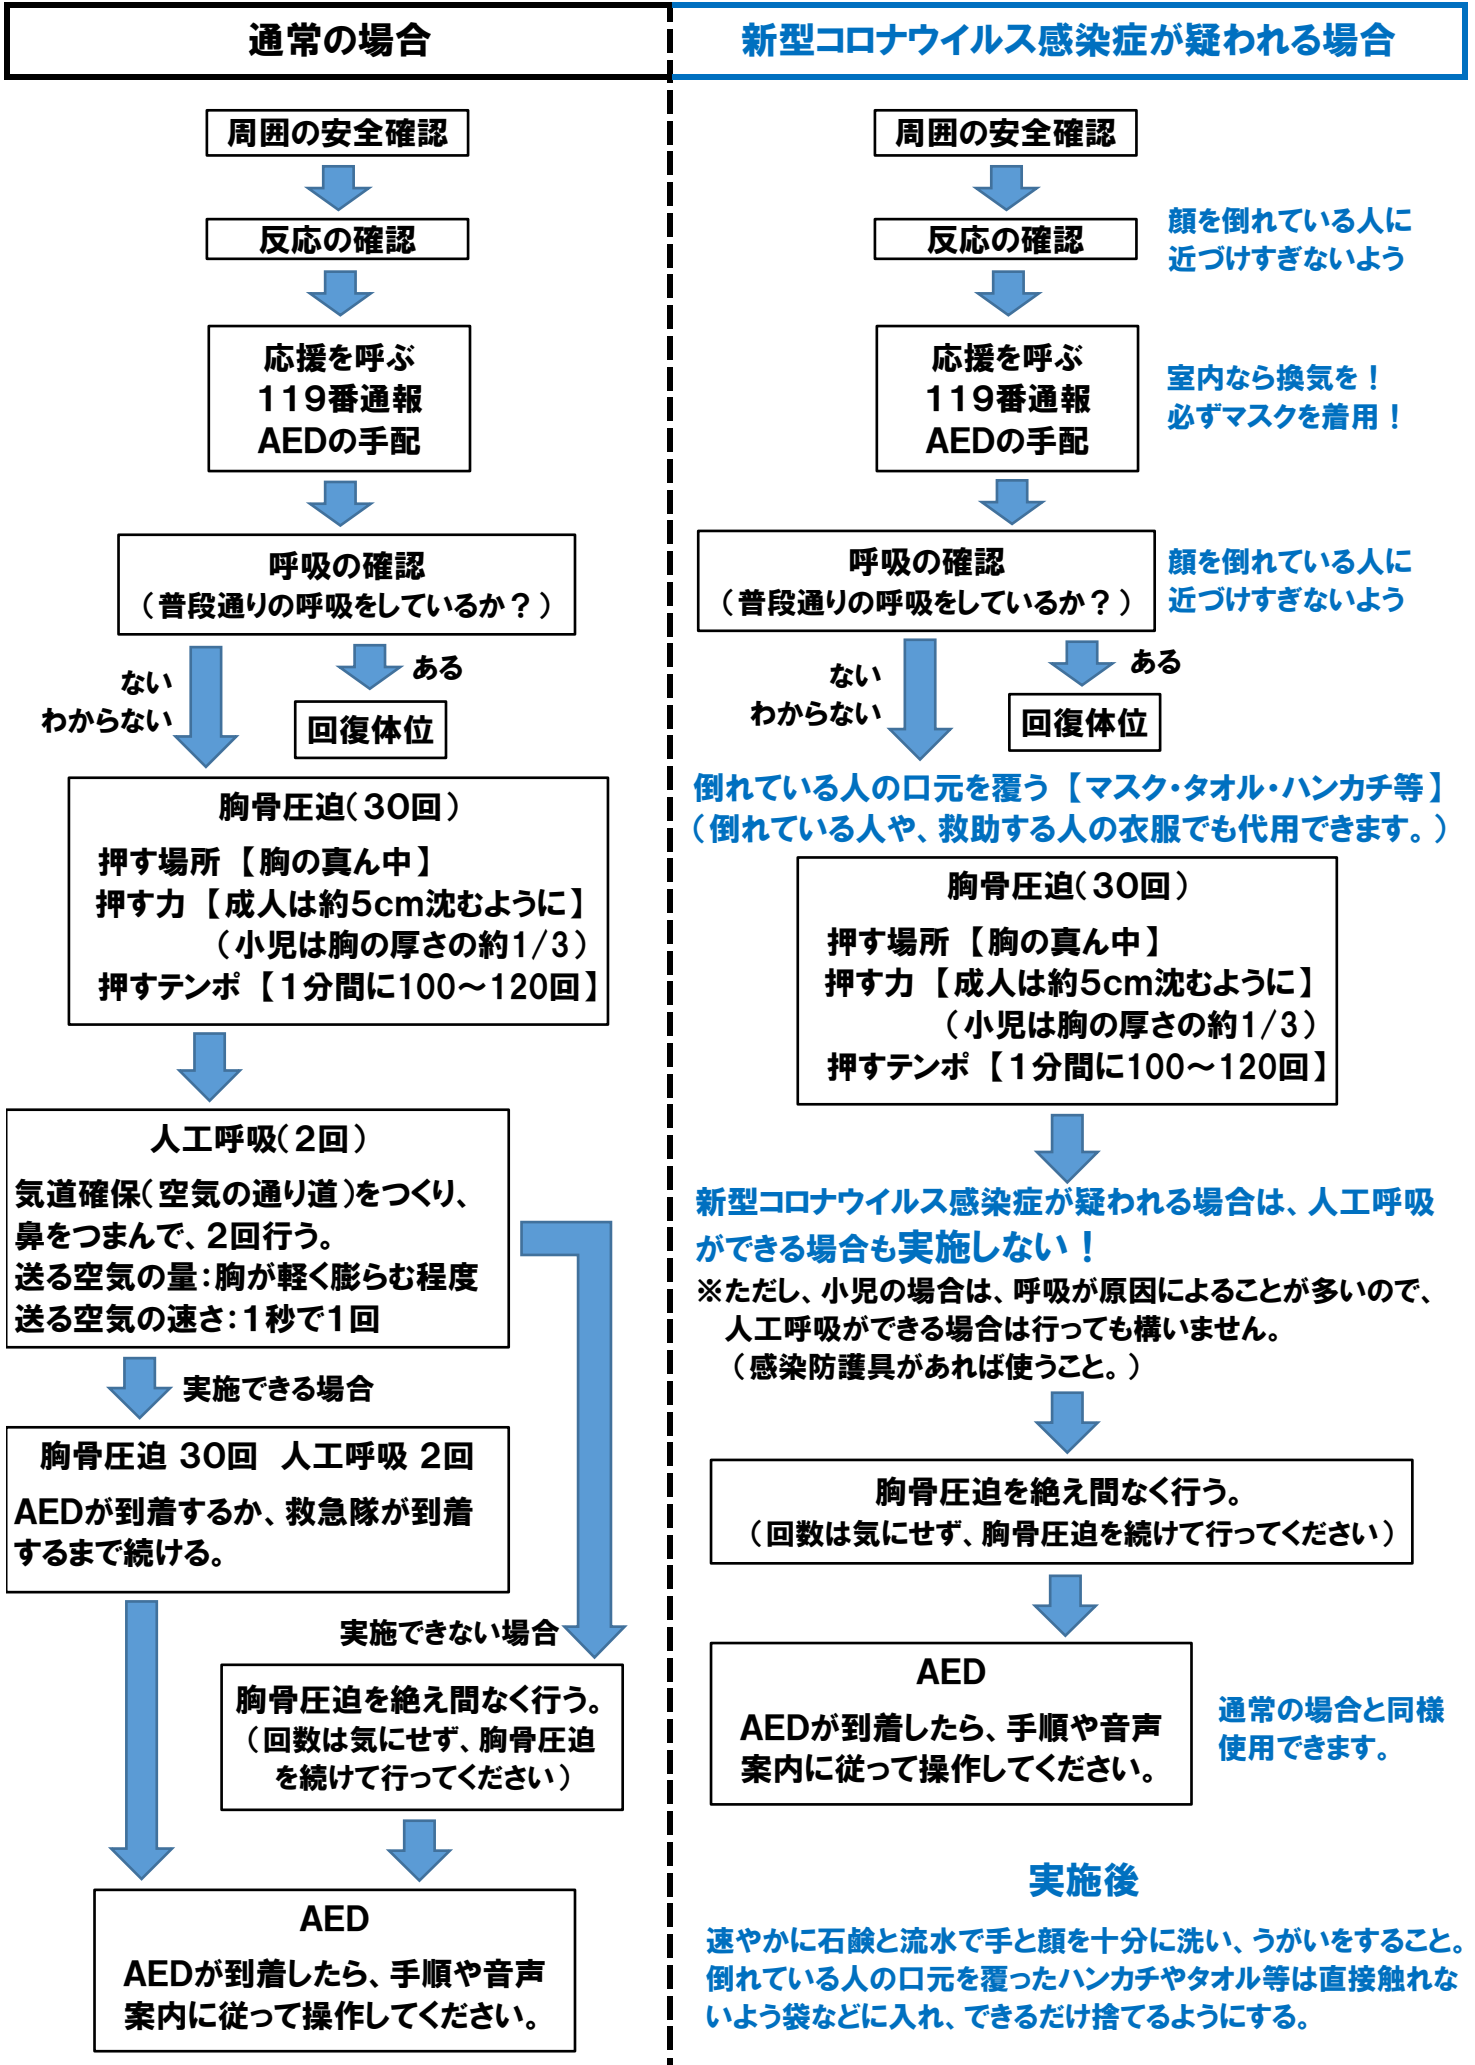 通常の場合
周囲の安全確認
反応の確認
応援を呼ぶ
119番通報
AEDの手配
呼吸の確認
（普段通りの呼吸をしているか？）
ない
わからない
ある
回復体位
胸骨圧迫（30回）
押す場所【胸の真ん中】
押す力【成人は約5cm沈むように】
（小児は胸の厚さの約1/3）
押すテンポ【1分間に100～120回】
人工呼吸（2回）
気道確保（空気の通り道）をつくり、
鼻をつまんで、2回行う。
送る空気の量：胸が軽く膨らむ程度
送る空気の速さ：1秒で1回
実施できる場合
胸骨圧迫 30回 人工呼吸 2回
AEDが到着するか、救急隊が到着
するまで続ける。
実施できない場合
胸骨圧迫を絶え間なく行う。
（回数は気にせず、胸骨圧迫
を続けて行ってください）
AED
AEDが到着したら、手順や音声
案内に従って操作してください。
新型コロナウイルス感染症が疑われる場合
周囲の安全確認
反応の確認
顔を倒れている人に
近づけすぎないよう
応援を呼ぶ
119番通報
AEDの手配
室内なら換気を！
必ずマスクを着用！
呼吸の確認
（普段通りの呼吸をしているか？）
顔を倒れている人に
近づけすぎないよう
ない
わからない
ある
回復体位
倒れている人の口元を覆う【マスク・タオル・ハンカチ等】
（倒れている人や、救助する人の衣服でも代用できます。）
胸骨圧迫（30回）
押す場所【胸の真ん中】
押す力【成人は約5cm沈むように】
（小児は胸の厚さの約1/3）
押すテンポ【1分間に100～120回】
新型コロナウイルス感染症が疑われる場合は、人工呼吸
ができる場合も実施しない！
※ただし、小児の場合は、呼吸が原因によることが多いので、
人工呼吸ができる場合は行っても構いません。
（感染防護具があれば使うこと。）
胸骨圧迫を絶え間なく行う。
（回数は気にせず、胸骨圧迫を続けて行ってください）
AED
AEDが到着したら、手順や音声
案内に従って操作してください。
通常の場合と同様
使用できます。
実施後
速やかに石鹸と流水で手と顔を十分に洗い、うがいをすること。
倒れている人の口元を覆ったハンカチやタオル等は直接触れな
いよう袋などに入れ、できるだけ捨てるようにする。